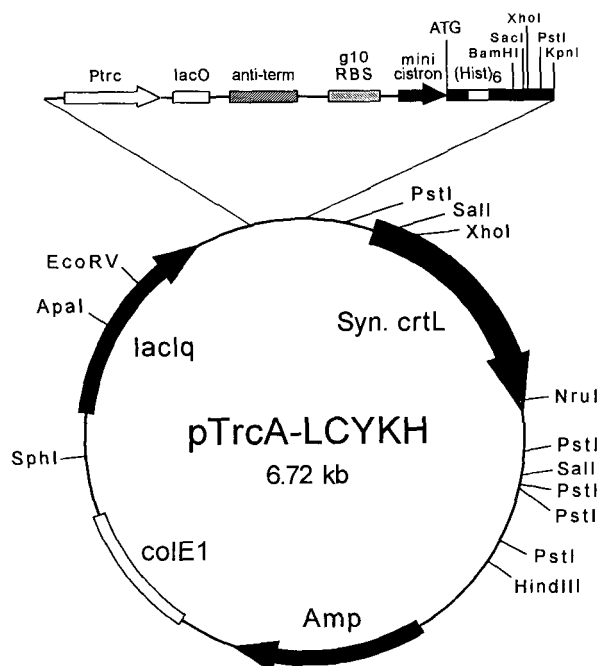 ATG
XhoI
SacI
PstI
BamHI
KpnI
Ptrc
lacO
anti-term
g10
RBS
mini
cistron
(Hist)6
PstI
SalI
XhoI
EcoRV
ApaI
lacIq
Syn. crtL
NruI
pTrcA-LCYKH
6.72 kb
SphI
PstI
SalI
PstI
PstI
PstI
HindIII
colE1
Amp